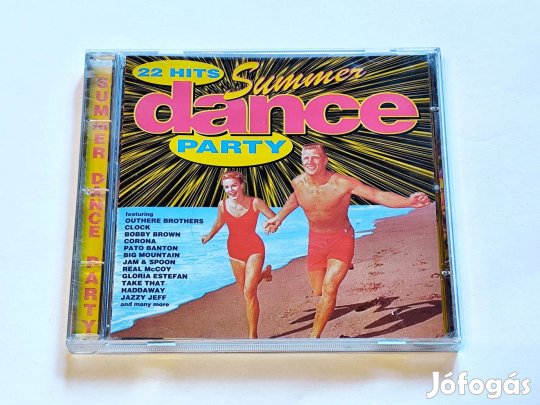 22 HITS
Summer
dance
PARTY
featuring
OUTHERE BROTHERS
CLOCK
BOBBY BROWN
CORONA
PATO BANTON
BIG MOUNTAIN
JAM & SPOON
REAL McCOY
GLORIA ESTEFAN
TAKE THAT
HADDAWAY
JAZZY JEFF
and many more
SUMMER DANCE PARTY
Jófogás